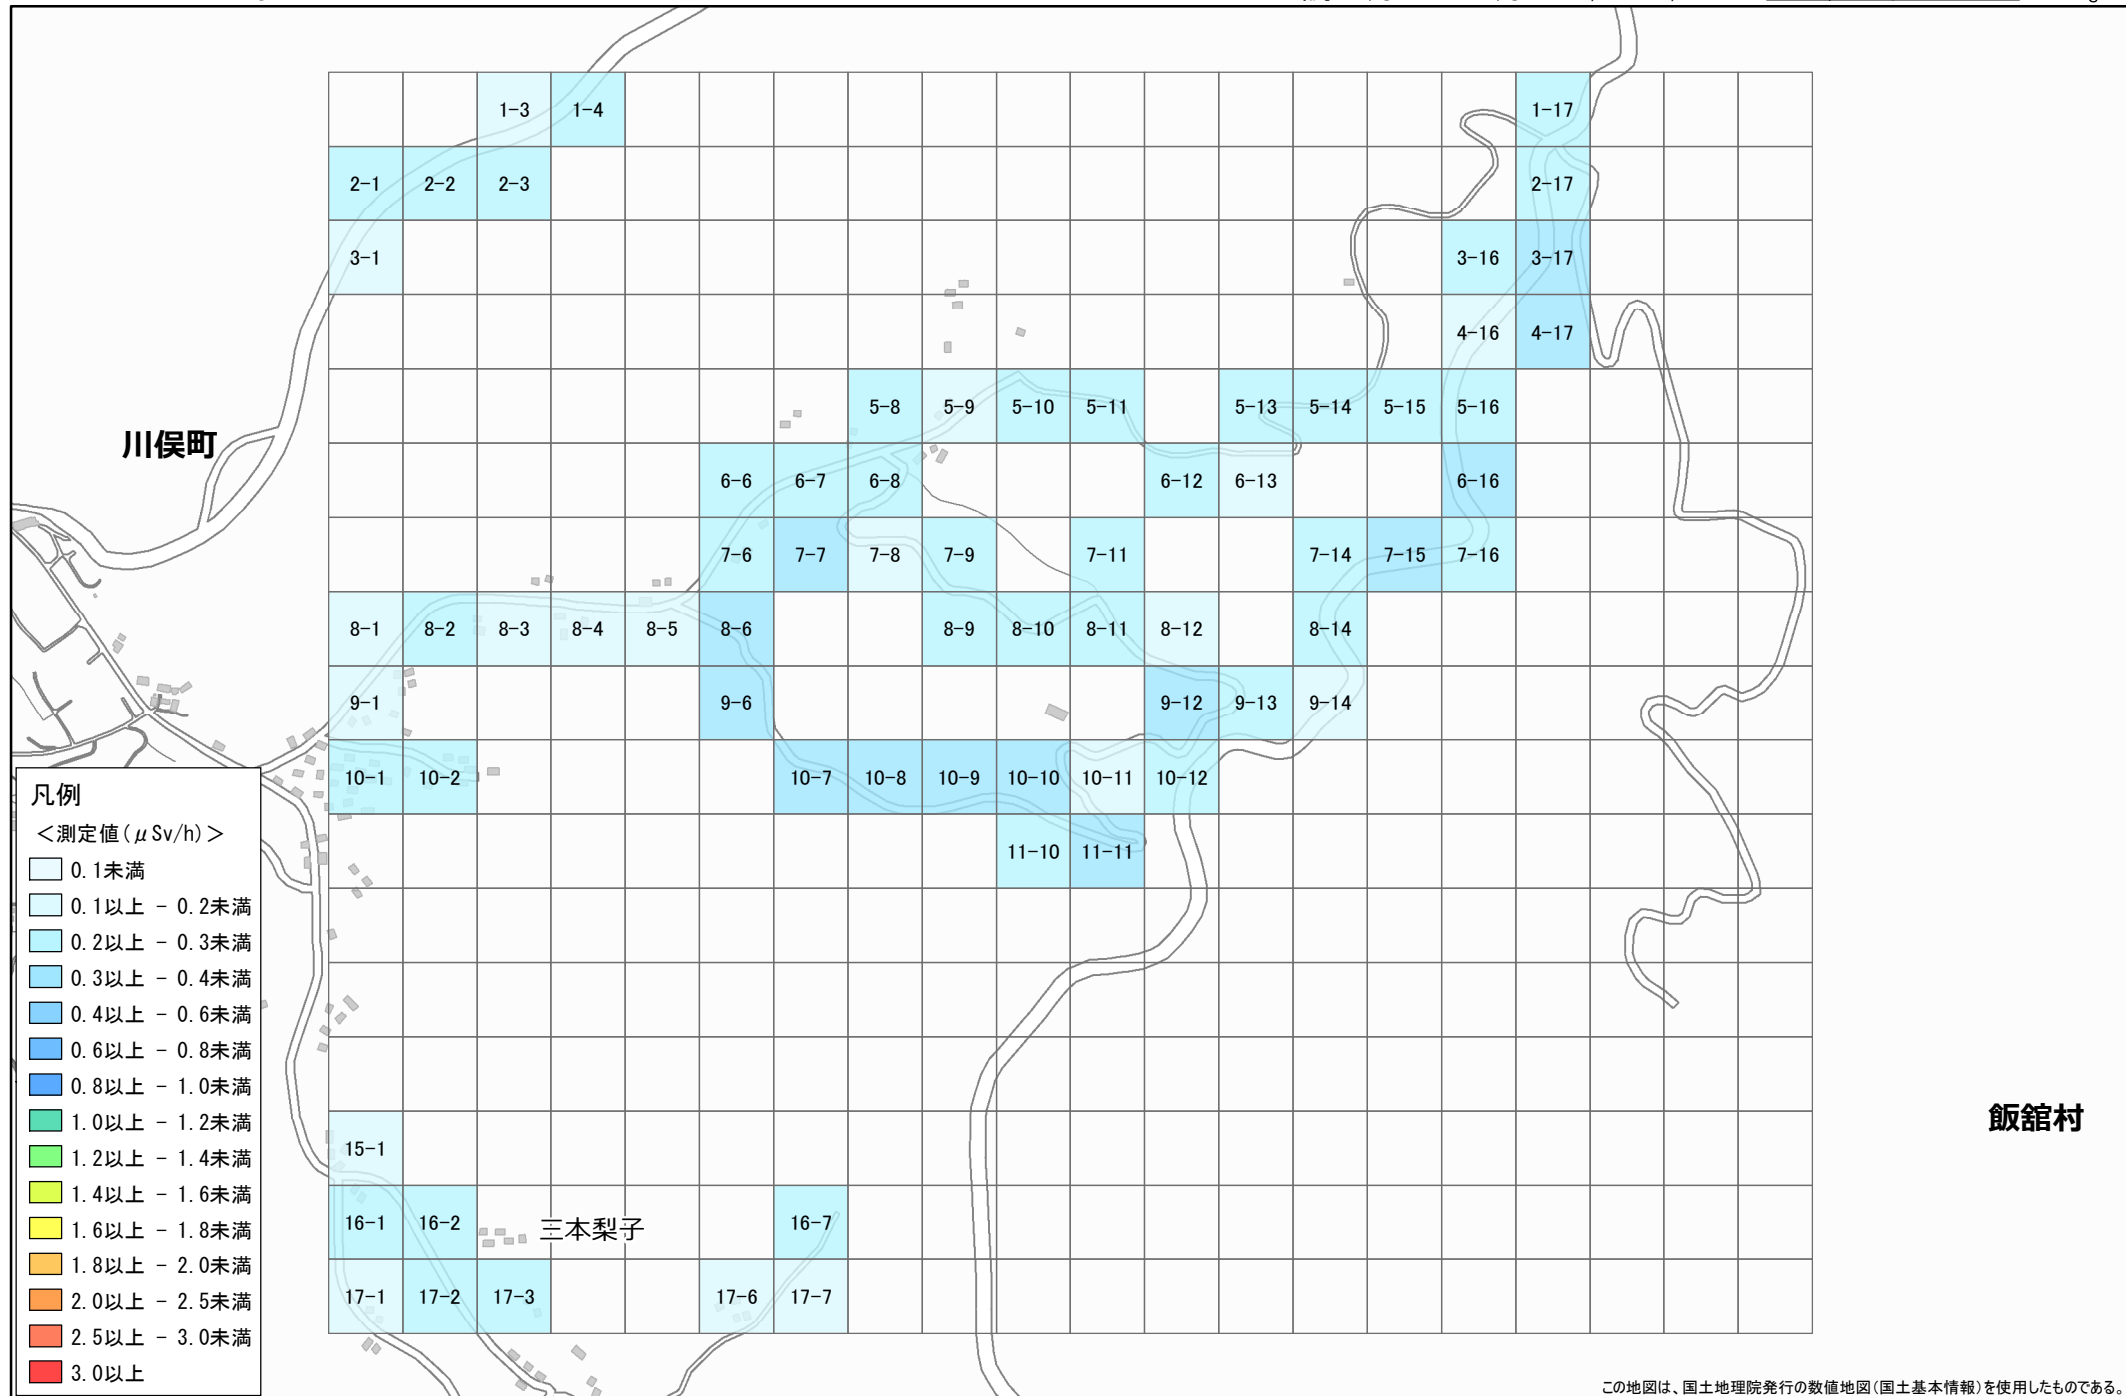 1-3 1-4 1-17
2-1 2-2 2-3 2-17
3-1 3-16 3-17
4-16 4-17
5-8 5-9 5-10 5-11 5-13 5-14 5-15 5-16
川俣町
6-6 6-7 6-8 6-12 6-13 6-16
7-6 7-7 7-8 7-9 7-11 7-14 7-15 7-16
8-1 8-2 8-3 8-4 8-5 8-6 8-9 8-10 8-11 8-12 8-14
9-1 9-6 9-12 9-13 9-14
10-1 10-2 10-7 10-8 10-9 10-10 10-11 10-12
11-10 11-11
飯舘村
15-1
16-1 16-2 三本梨子 16-7
17-1 17-2 17-3 17-6 17-7
凡例
<測定値(μSv/h)>
0.1未満
0.1以上 - 0.2未満
0.2以上 - 0.3未満
0.3以上 - 0.4未満
0.4以上 - 0.6未満
0.6以上 - 0.8未満
0.8以上 - 1.0未満
1.0以上 - 1.2未満
1.2以上 - 1.4未満
1.4以上 - 1.6未満
1.6以上 - 1.8未満
1.8以上 - 2.0未満
2.0以上 - 2.5未満
2.5以上 - 3.0未満
3.0以上
この地図は、国土地理院発行の数値地図(国土基本情報)を使用したものである。